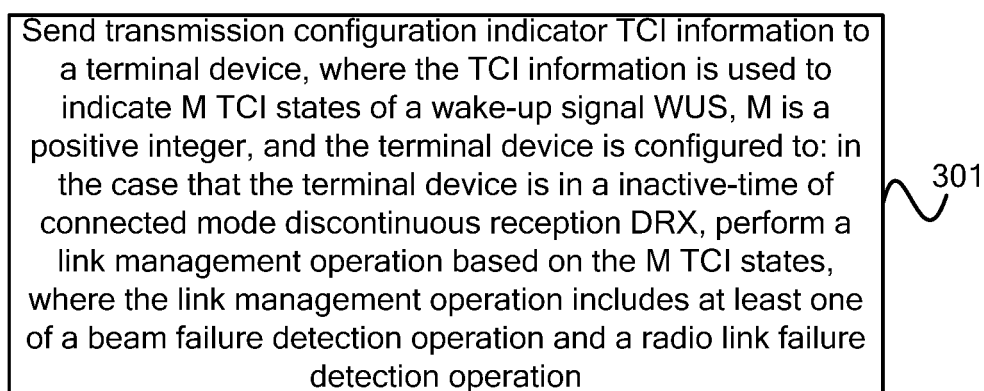 Send transmission configuration indicator TCI information to
a terminal device, where the TCI information is used to
indicate M TCI states of a wake-up signal WUS, M is a
positive integer, and the terminal device is configured to: in
the case that the terminal device is in a inactive-time of
connected mode discontinuous reception DRX, perform a
link management operation based on the M TCI states,
where the link management operation includes at least one
of a beam failure detection operation and a radio link failure
detection operation
301